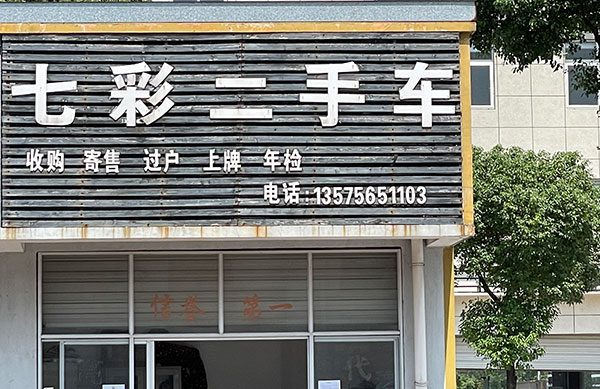 七彩二手车
收购 寄售 过户 上牌 年检
电话:13575651103
信誉 第一
代